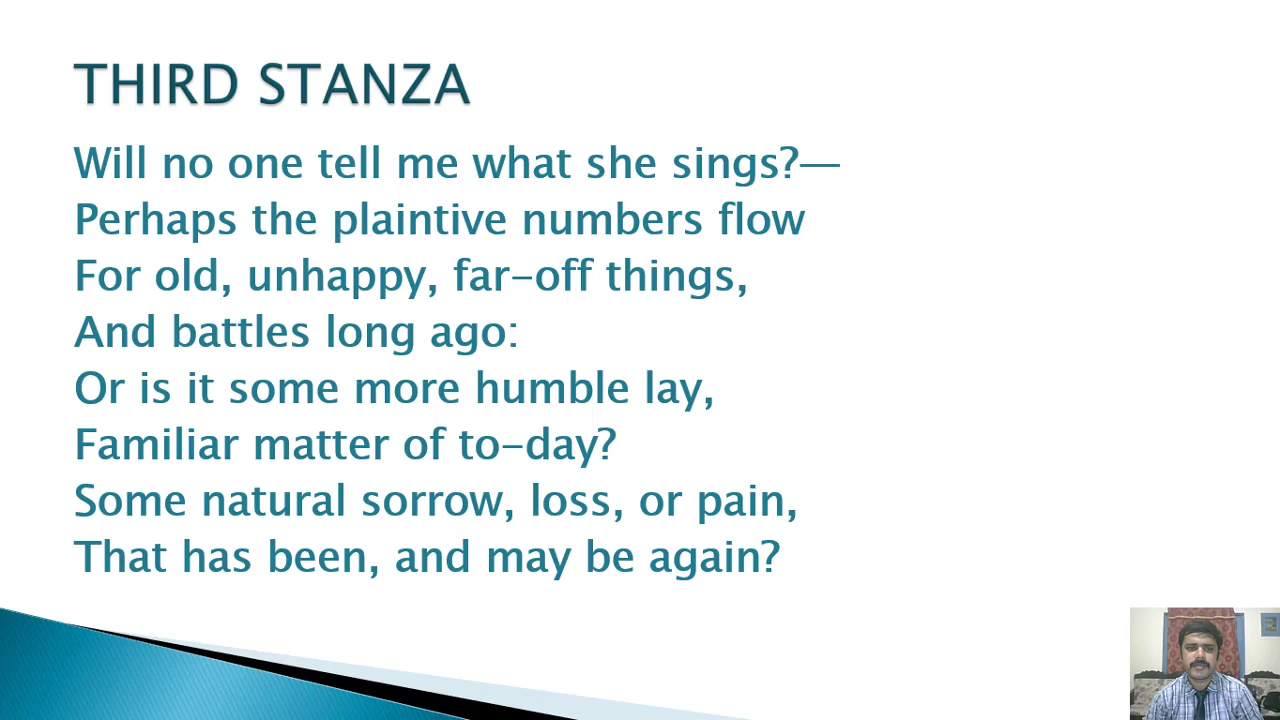 THIRD STANZA
Will no one tell me what she sings?—
Perhaps the plaintive numbers flow
For old, unhappy, far-off things,
And battles long ago:
Or is it some more humble lay,
Familiar matter of to-day?
Some natural sorrow, loss, or pain,
That has been, and may be again?